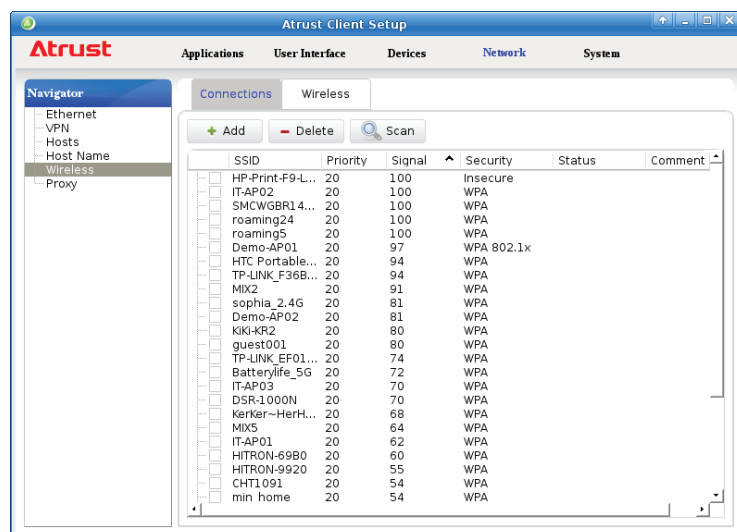 Atrust Client Setup
Atrust Applications User Interface Devices Network System
Navigator
Ethernet
VPN
Hosts
Host Name
Wireless
Proxy
Connections Wireless
Add Delete Scan
SSID Priority Signal Security Status Comment
HP-Print-F9-L... 20 100 Insecure
IT-AP02 20 100 WPA
SMCWGBR14... 20 100 WPA
roaming24 20 100 WPA
roaming5 20 100 WPA
Demo-AP01 20 97 WPA 802.1x
HTC Portable... 20 94 WPA
TP-LINK_F36B... 20 94 WPA
MIX2 20 91 WPA
sophia_2.4G 20 81 WPA
Demo-AP02 20 81 WPA
KiKi-KR2 20 80 WPA
guest001 20 80 WPA
TP-LINK_EF01... 20 74 WPA
Batterylife_5G 20 72 WPA
IT-AP03 20 70 WPA
DSR-1000N 20 70 WPA
KerKer~HerH... 20 68 WPA
MIX5 20 64 WPA
IT-AP01 20 62 WPA
HITRON-69B0 20 60 WPA
HITRON-9920 20 55 WPA
CHT1091 20 54 WPA
min home 20 54 WPA